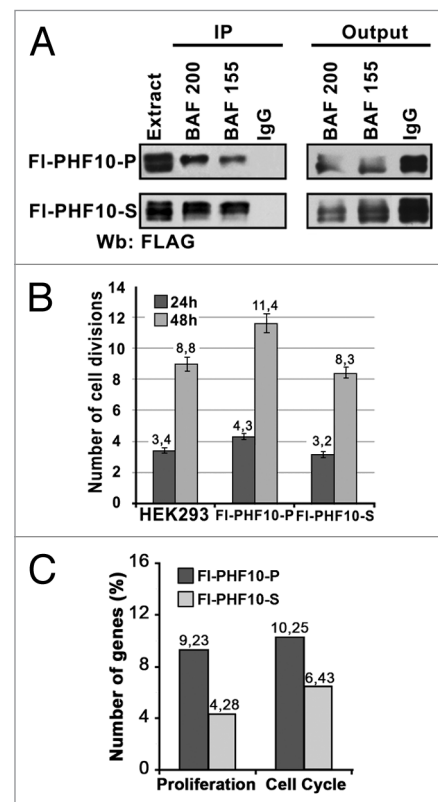 A
IP
Output
Extract
BAF 200
BAF 155
IgG
BAF 200
BAF 155
IgG
Fl-PHF10-P
Fl-PHF10-S
Wb: FLAG
B
Number of cell divisions
14
12
10
8
6
4
2
0
24h
48h
3,4
8,8
4,3
11,4
3,2
8,3
HEK293
Fl-PHF10-P
Fl-PHF10-S
C
Number of genes (%)
16
12
8
4
0
Fl-PHF10-P
Fl-PHF10-S
9,23
4,28
10,25
6,43
Proliferation
Cell Cycle